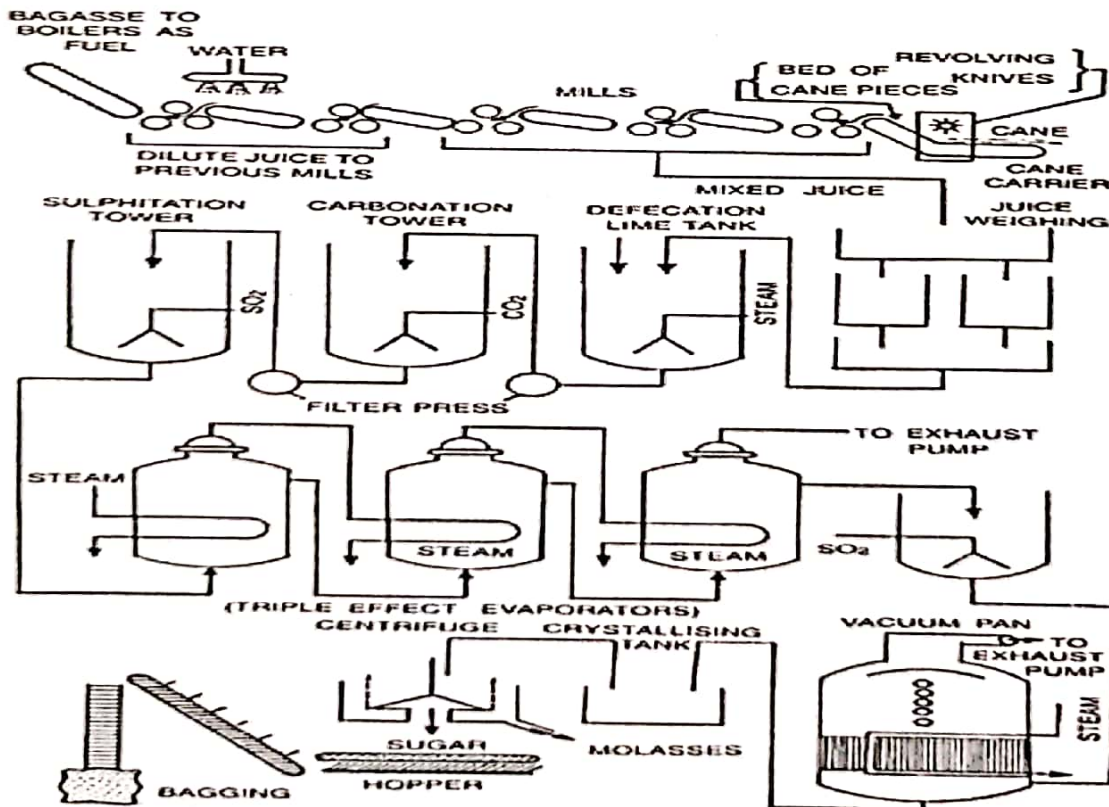 BAGASSE TO
BOILERS AS
FUEL
WATER
MILLS
BED OF
CANE PIECES
REVOLVING
KNIVES
CANE
CANE
CARRIER
DILUTE JUICE TO
PREVIOUS MILLS
MIXED JUICE
JUICE
WEIGHING
SULPHITATION
TOWER
CARBONATION
TOWER
DEFECATION
LIME TANK
SO₂
CO₂
STEAM
FILTER PRESS
STEAM
STEAM
STEAM
TO EXHAUST
PUMP
SO₂
(TRIPLE EFFECT EVAPORATORS)
CENTRIFUGE
CRYSTALLISING
TANK
VACUUM PAN
TO
EXHAUST
PUMP
STEAM
SUGAR
MOLASSES
HOPPER
BAGGING